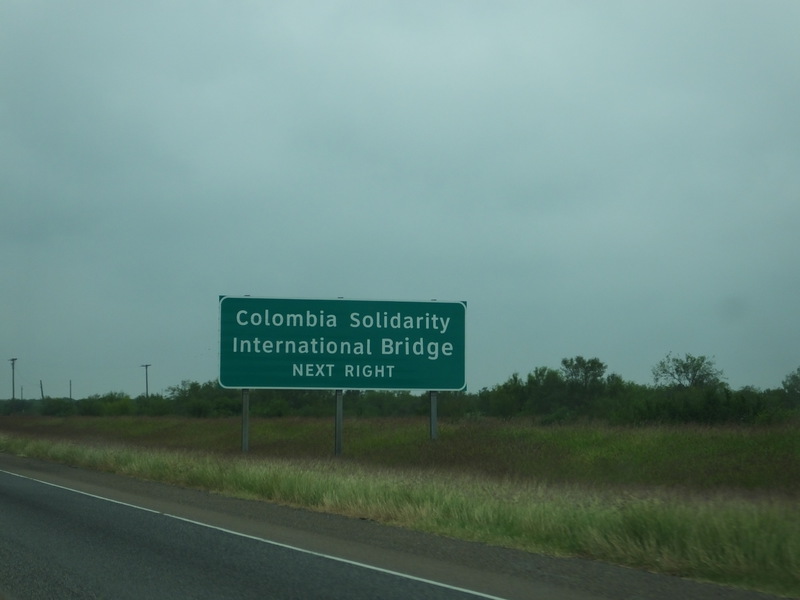 Colombia Solidarity
International Bridge
NEXT RIGHT